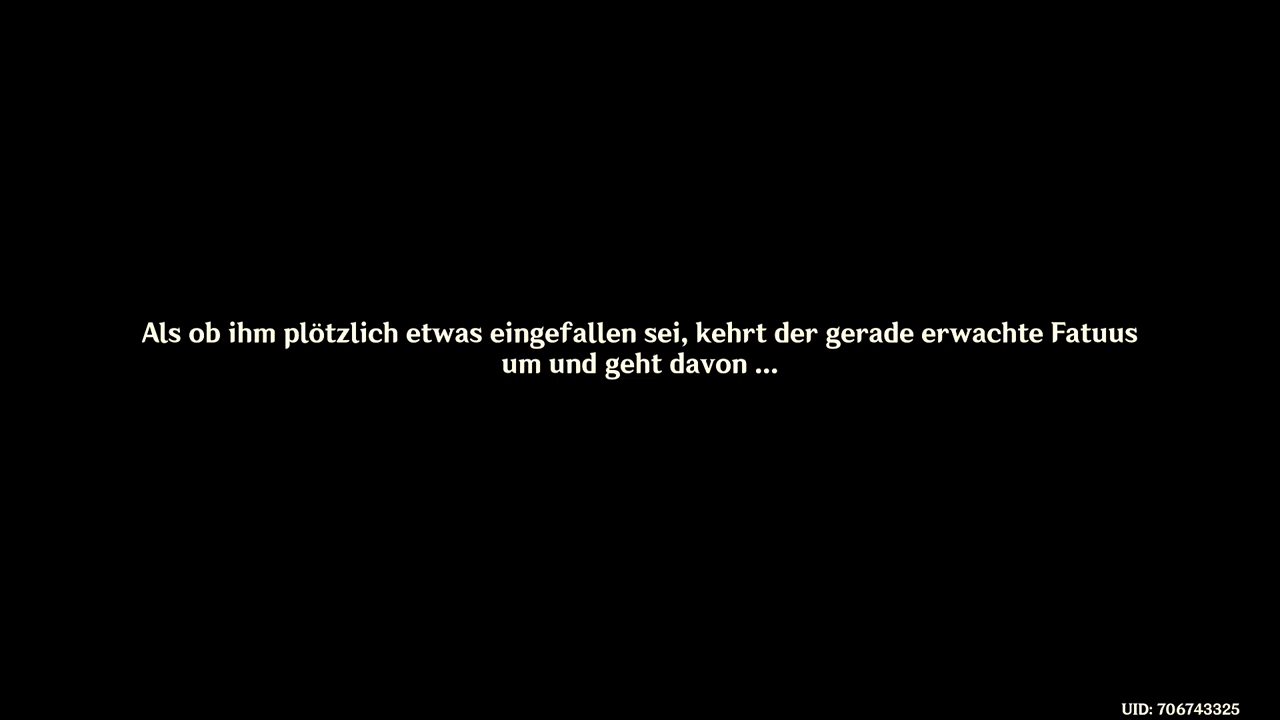 Als ob ihm plötzlich etwas eingefallen sei, kehrt der gerade erwachte Fatuus
um und geht davon ...
UID: 706743325